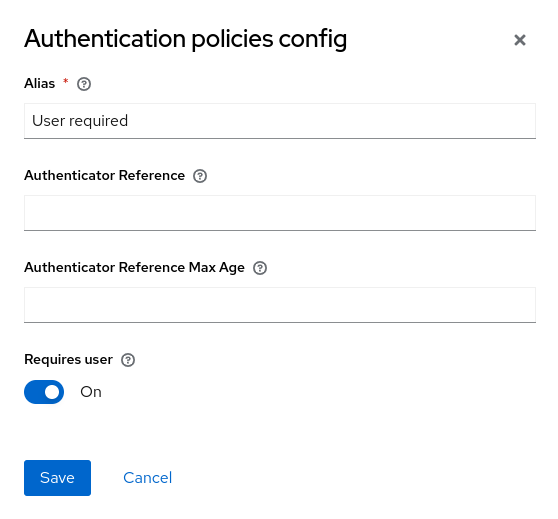 Authentication policies config
Alias *
User required
Authenticator Reference
Authenticator Reference Max Age
Requires user
On
Save Cancel